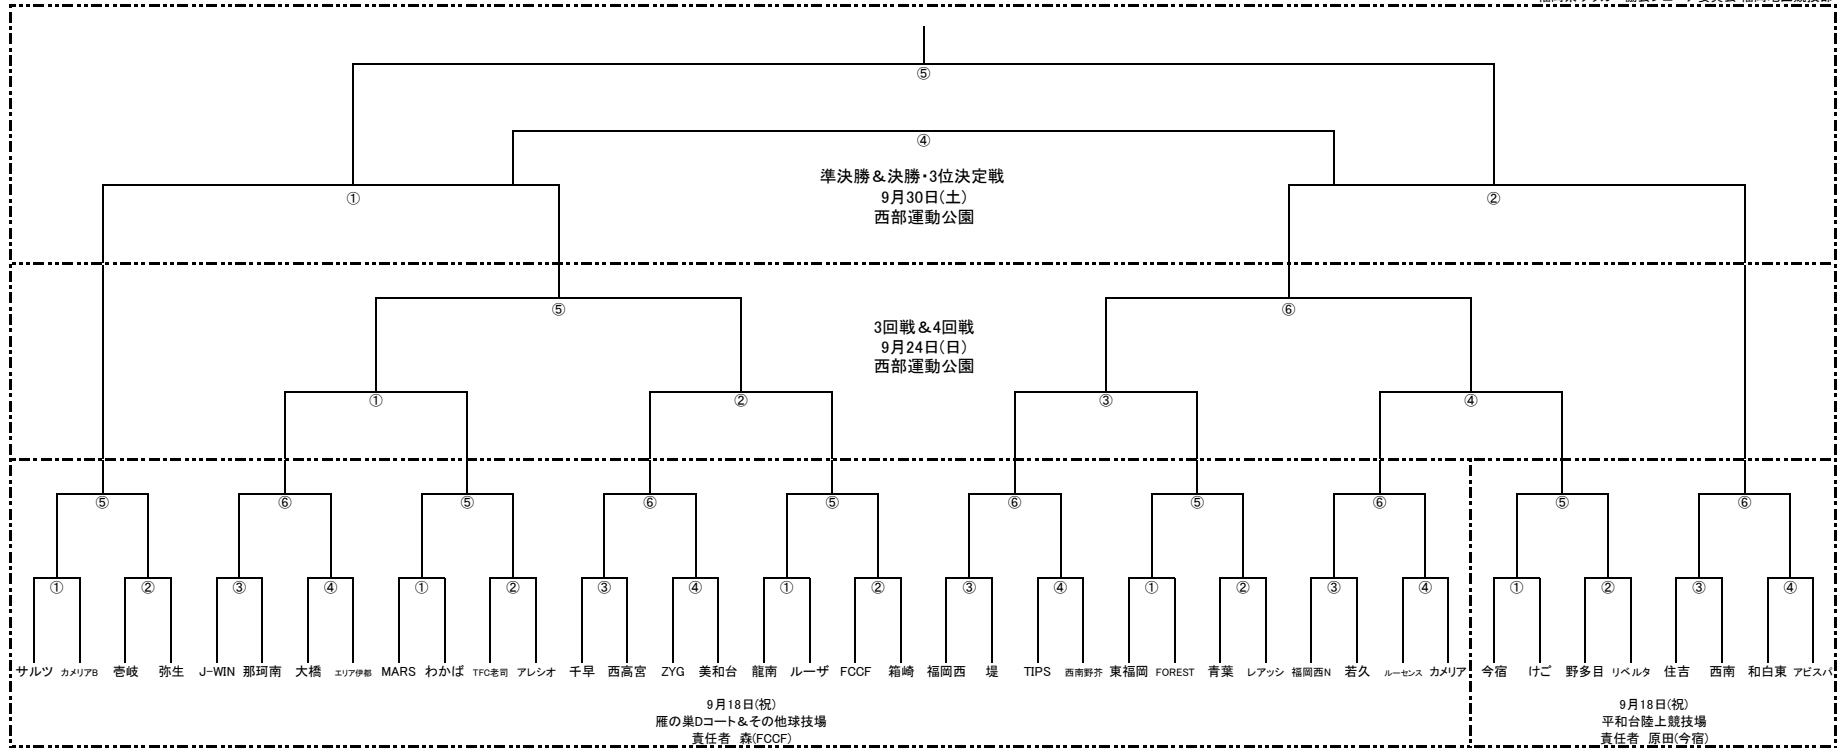 ⑤
④
準決勝＆決勝・3位決定戦
9月30日(土)
西部運動公園
① ②
⑤ ⑥
3回戦＆4回戦
9月24日(日)
西部運動公園
① ② ③ ④
⑤ ⑥ ⑤ ⑥ ⑤ ⑥ ⑤ ⑥ ⑤ ⑥
① ② ③ ④ ① ② ③ ④ ① ② ③ ④ ① ② ③ ④ ① ② ③ ④
サルツ カメリアB 壱岐 弥生 J-WIN 那珂南 大橋 エリア伊都 MARS わかば TFC老司 アレシオ 千早 西高宮 ZYG 美和台 龍南 ルーザ FCCF 箱崎 福岡西 堤 TIPS 西南野芥 東福岡 FOREST 青葉 レアッシ 福岡西N 若久 ルーセンス カメリア 今宿 けご 野多目 リベルタ 住吉 西南 和白東 アビスパ
9月18日(祝)
雁の巣Dコート＆その他球技場
責任者 森(FCCF)
9月18日(祝)
平和台陸上競技場
責任者 原田(今宿)